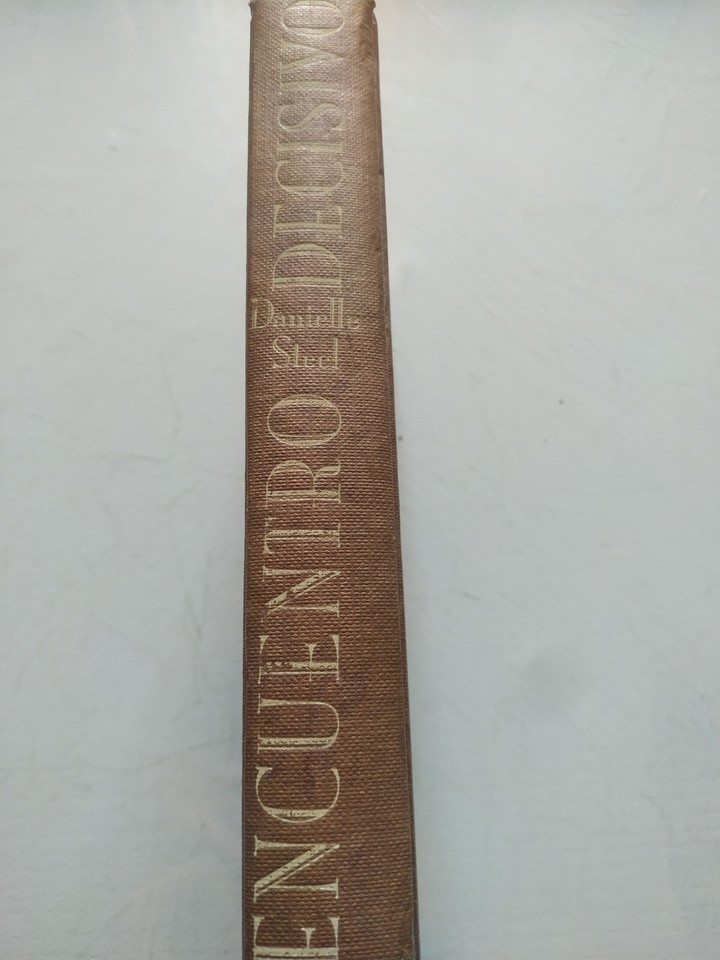 ENCUENTRO
DECISIVO
Danielle
Steel